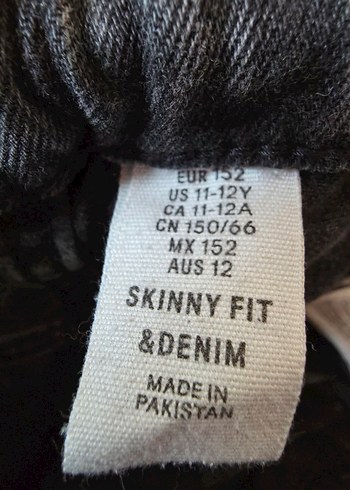 EUR 152
US 11-12Y
CA 11-12A
CN 150/66
MX 152
AUS 12
SKINNY FIT
&DENIM
MADE IN
PAKISTAN